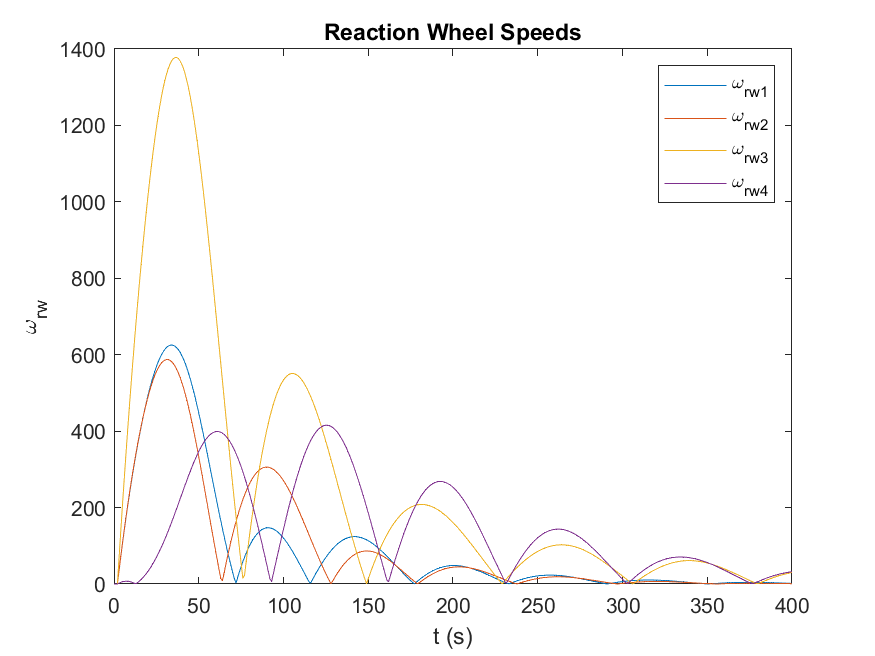 Reaction Wheel Speeds
1400
1200
1000
800
600
400
200
0
ω_rw
ω_rw1
ω_rw2
ω_rw3
ω_rw4
0 50 100 150 200 250 300 350 400
t (s)